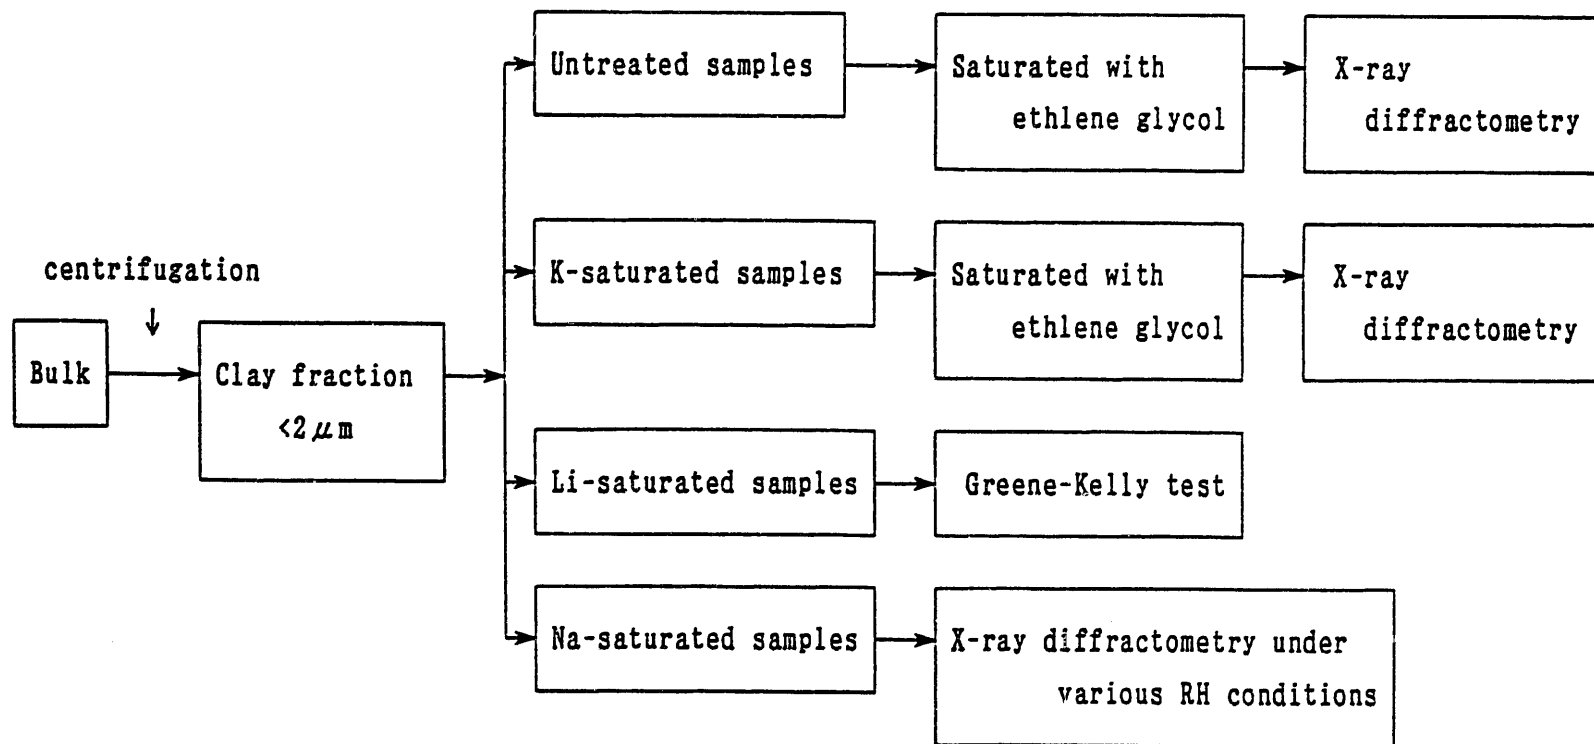 Untreated samples
Saturated with
ethlene glycol
X-ray
diffractometry
K-saturated samples
Saturated with
ethlene glycol
X-ray
diffractometry
centrifugation
Bulk
Clay fraction
<2μm
Li-saturated samples
Greene-Kelly test
Na-saturated samples
X-ray diffractometry under
various RH conditions